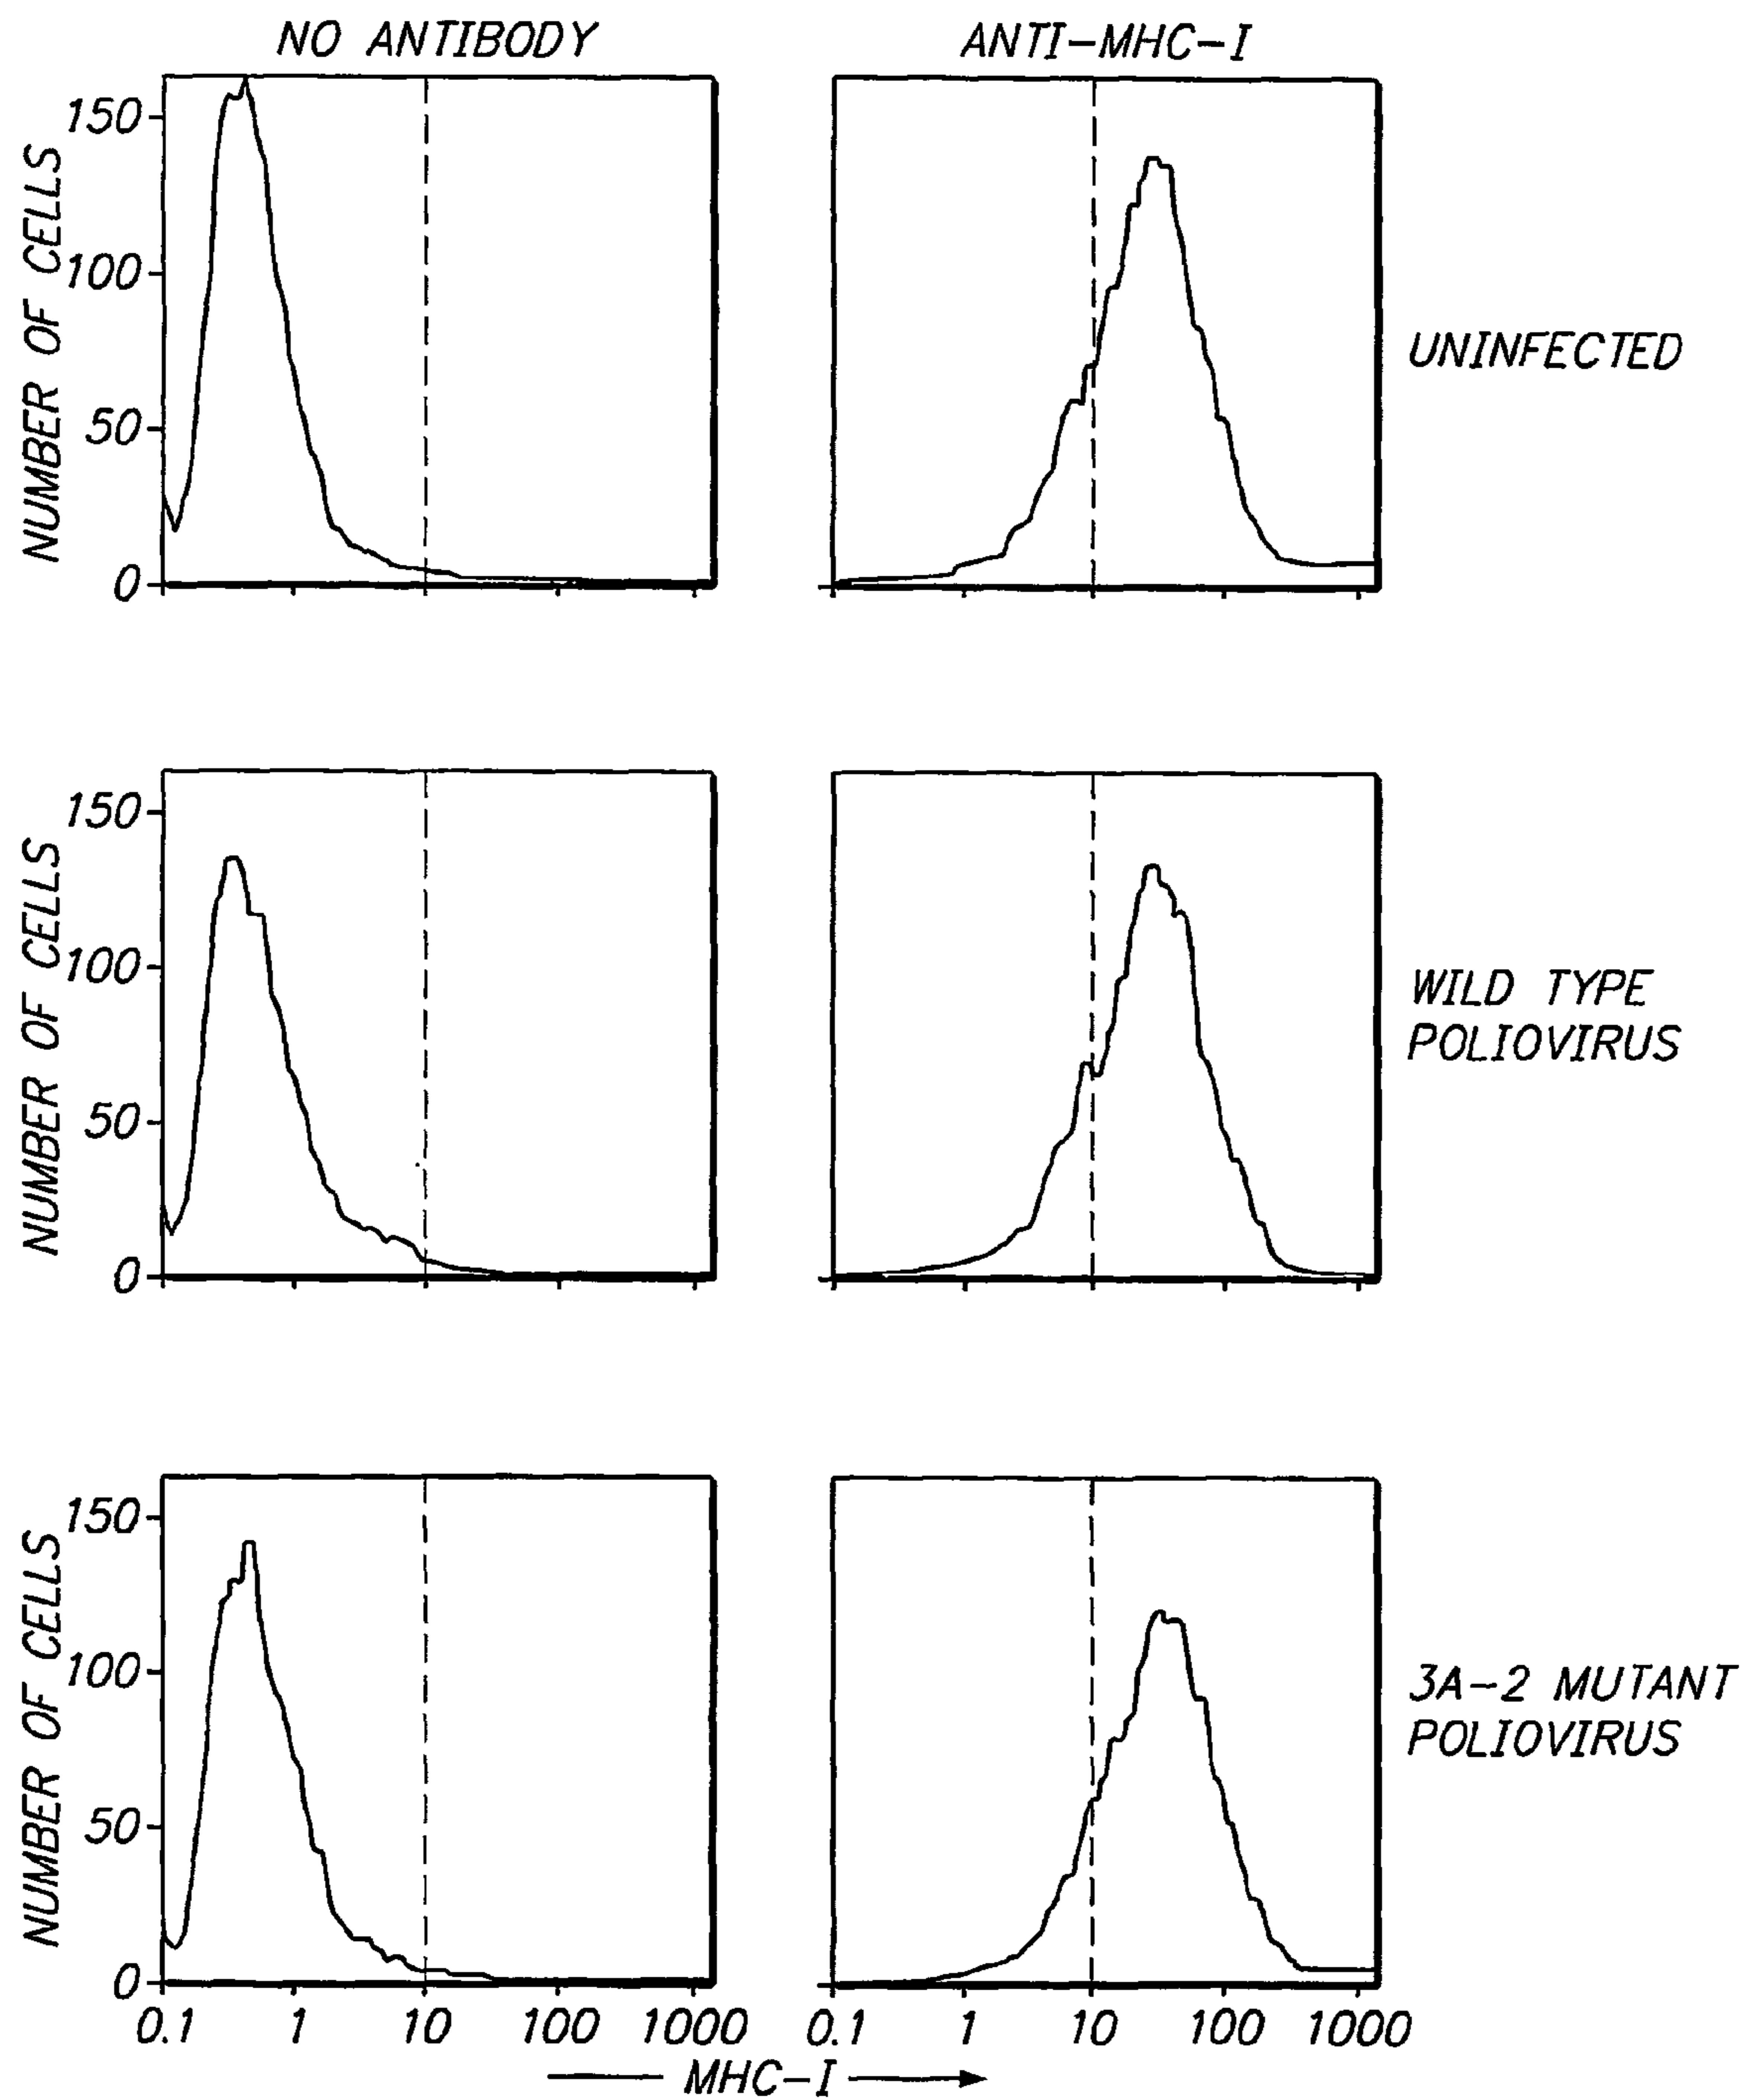 NO ANTIBODY
ANTI-MHC-I
NUMBER OF CELLS
150
100
50
0
UNINFECTED
NUMBER OF CELLS
150
100
50
0
WILD TYPE
POLIOVIRUS
NUMBER OF CELLS
150
100
50
0
3A-2 MUTANT
POLIOVIRUS
0.1 1 10 100 1000
0.1 1 10 100 1000
MHC-I